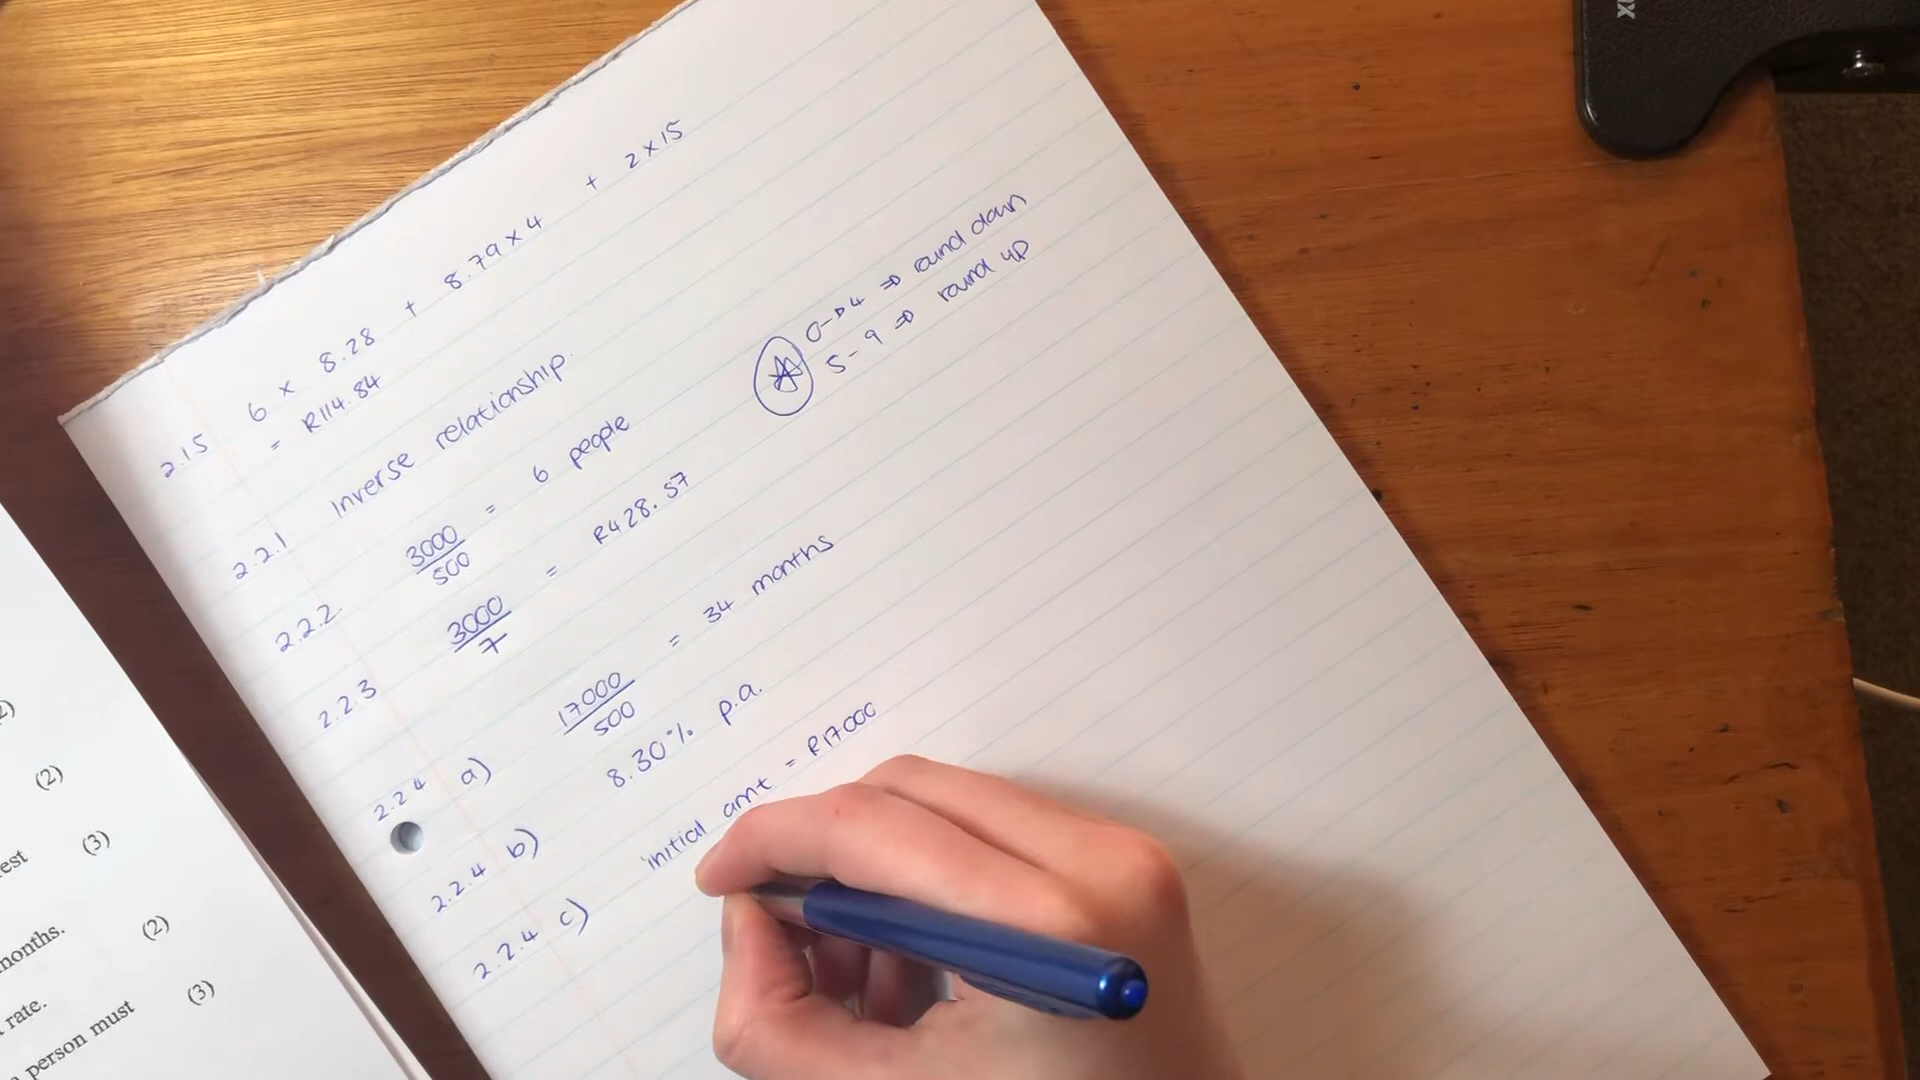 2.1.5 6 × 8.28 + 8.79 × 4 + 2 × 15
= R114.84
2.2.1 Inverse relationship.
2.2.2 3000/500 = 6 people
2.2.3 3000/7 = R428.57
0→4 ⇒ round down
5-9 ⇒ round up
2.2.4 a) 17000/500 = 34 months
2.2.4 b) 8.30% p.a.
2.2.4 c) initial amt = R17000
(2)
est (3)
months. (2)
rate.
person must (3)